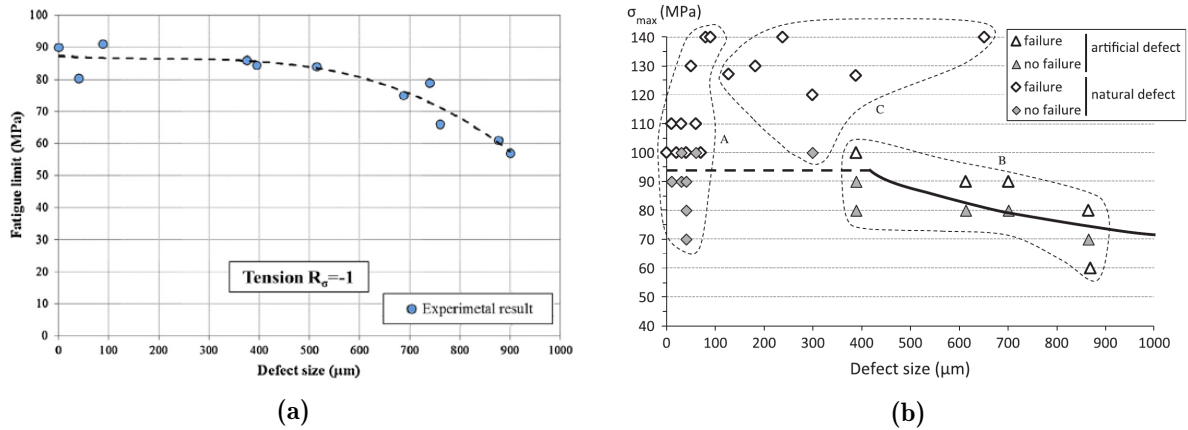 100
90
80
70
60
50
40
30
20
10
0
Fatigue limit (MPa)
Tension Rσ=-1
Experimetal result
0 100 200 300 400 500 600 700 800 900 1000
Defect size (µm)
(a)
σmax (MPa)
140
130
120
110
100
90
80
70
60
50
40
A
C
B
failure
no failure
artificial defect
failure
no failure
natural defect
0 100 200 300 400 500 600 700 800 900 1000
Defect size (µm)
(b)